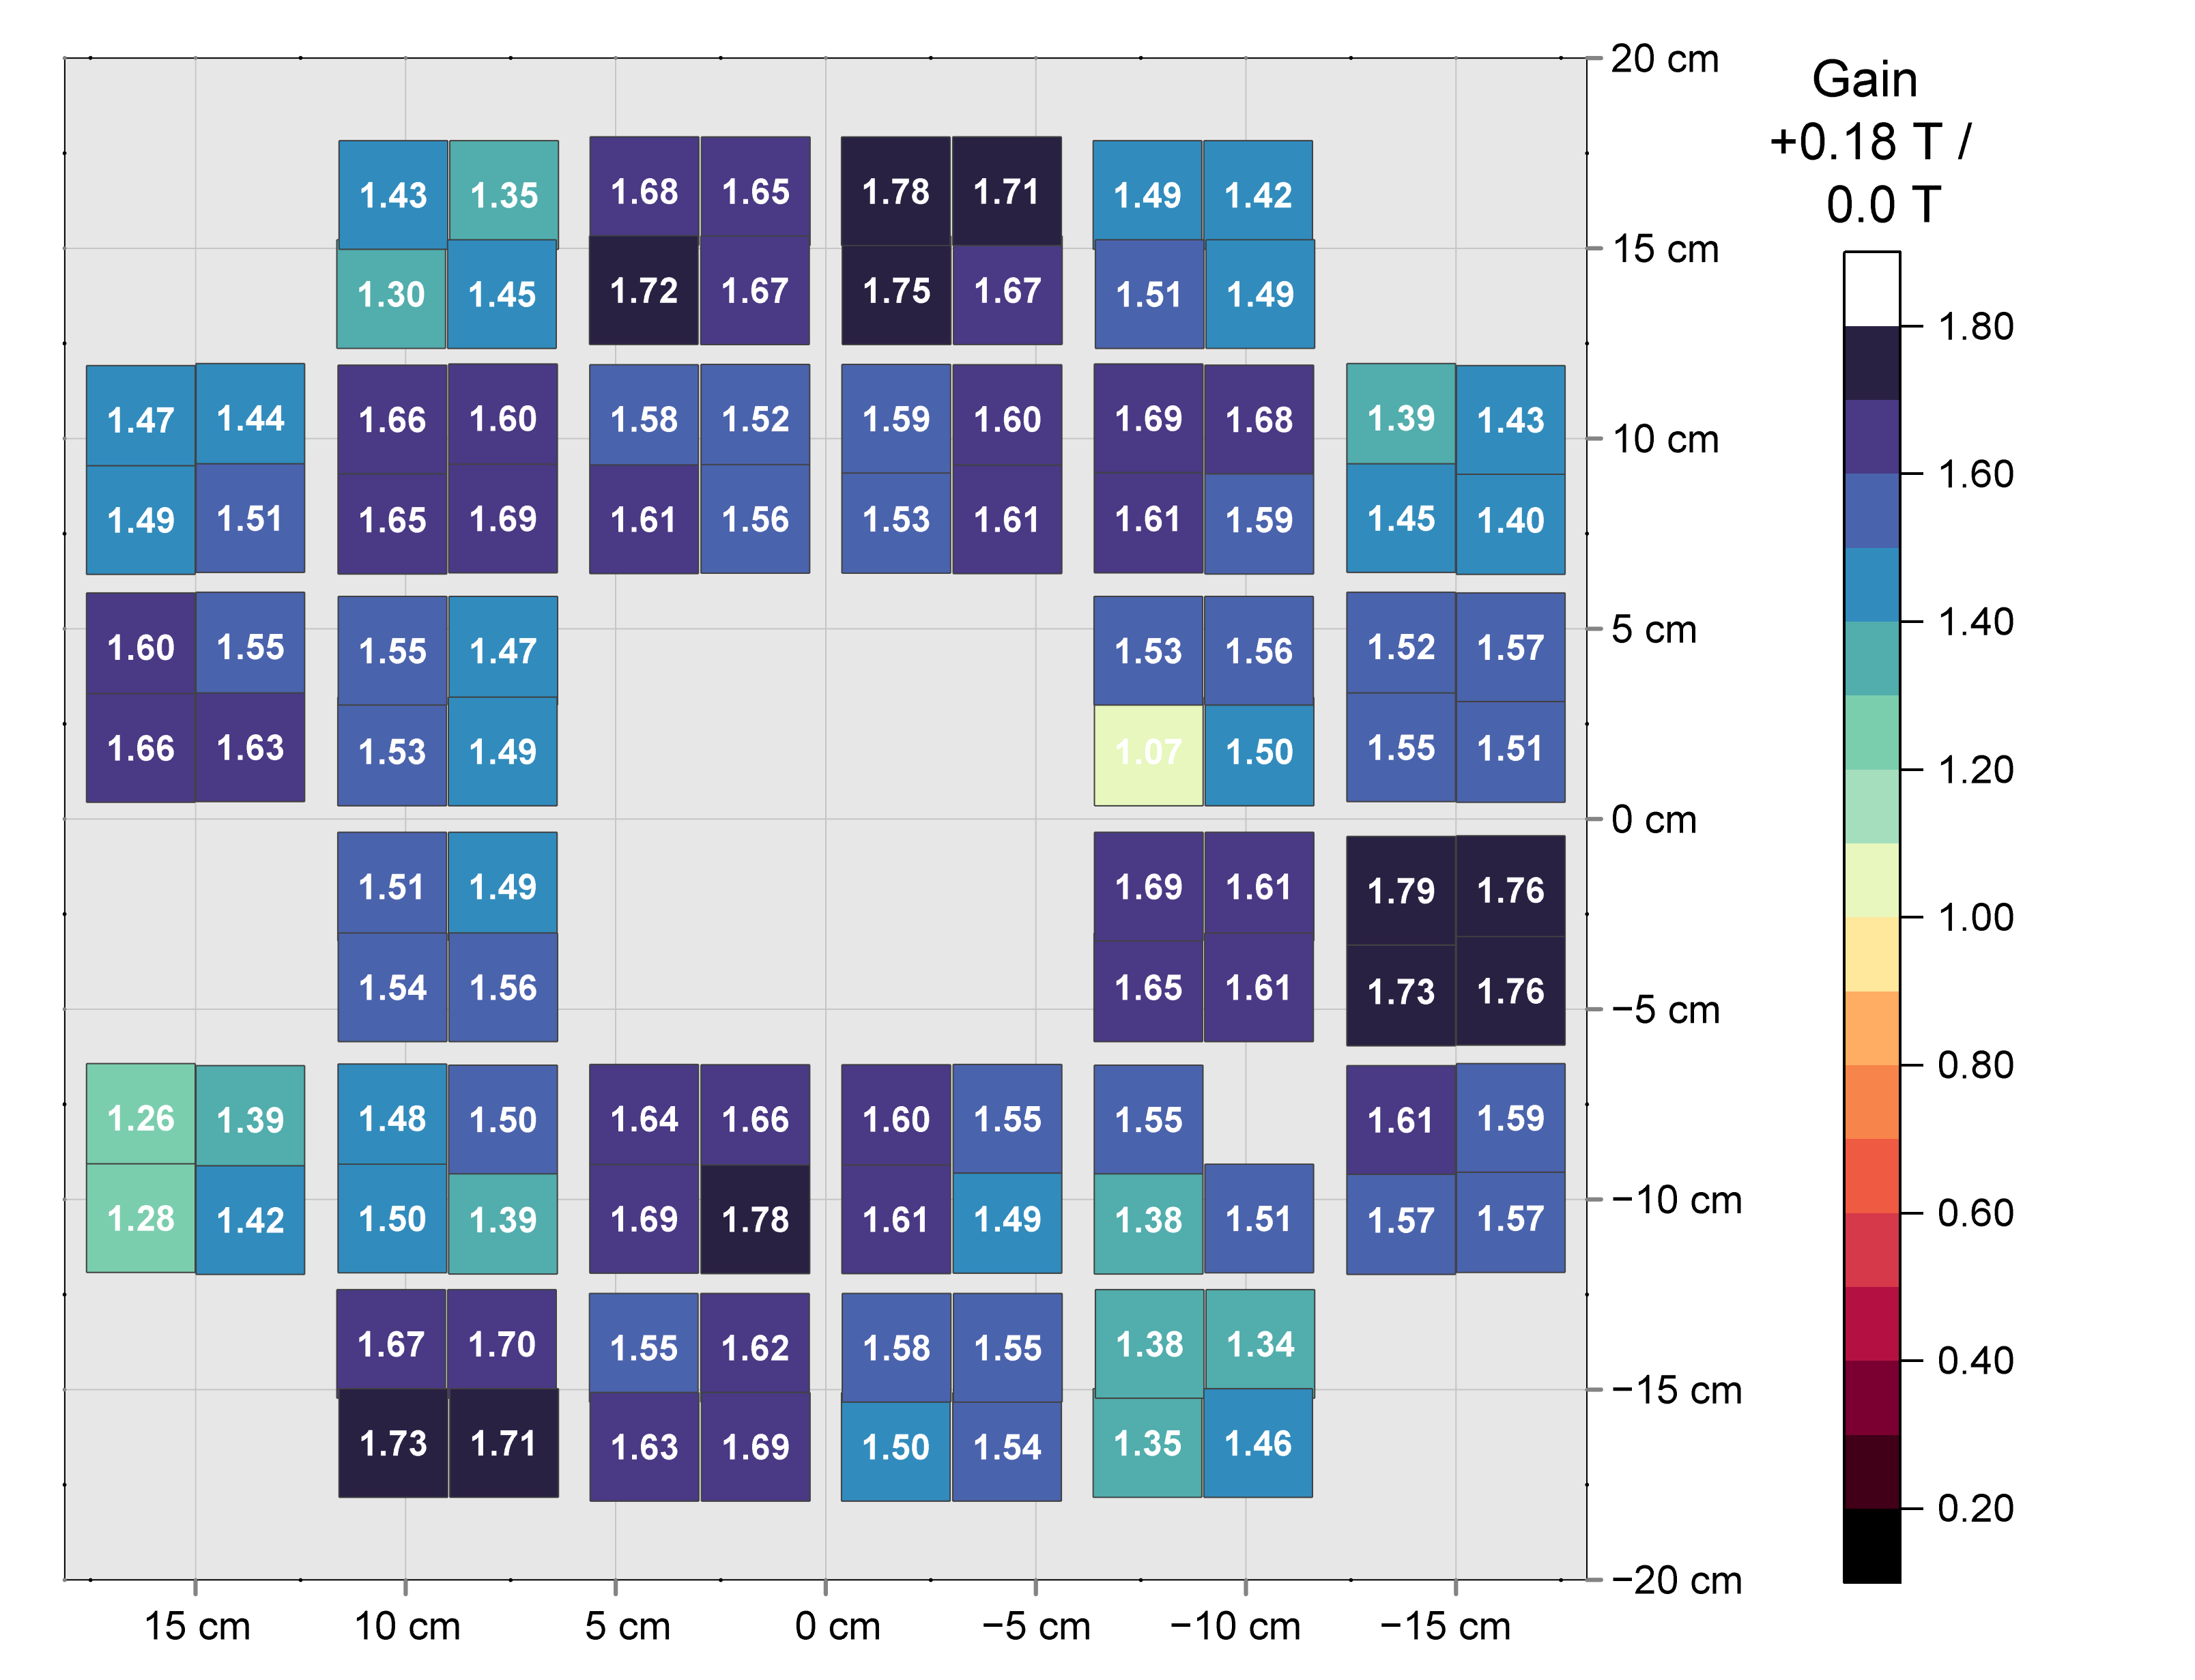 20 cm
Gain
+0.18 T /
0.0 T
1.43 1.35 1.68 1.65 1.78 1.71 1.49 1.42
15 cm
1.30 1.45 1.72 1.67 1.75 1.67 1.51 1.49
1.80
1.47 1.44 1.66 1.60 1.58 1.52 1.59 1.60 1.69 1.68 1.39 1.43
10 cm
1.60
1.49 1.51 1.65 1.69 1.61 1.56 1.53 1.61 1.61 1.59 1.45 1.40
1.40
5 cm
1.60 1.55 1.55 1.47 1.53 1.56 1.52 1.57
1.66 1.63 1.53 1.49 1.07 1.50 1.55 1.51
1.20
0 cm
1.51 1.49 1.69 1.61 1.79 1.76
1.00
1.54 1.56 1.65 1.61 1.73 1.76
−5 cm
0.80
1.26 1.39 1.48 1.50 1.64 1.66 1.60 1.55 1.55 1.61 1.59
−10 cm
0.60
1.28 1.42 1.50 1.39 1.69 1.78 1.61 1.49 1.38 1.51 1.57 1.57
1.67 1.70 1.55 1.62 1.58 1.55 1.38 1.34
0.40
−15 cm
1.73 1.71 1.63 1.69 1.50 1.54 1.35 1.46
0.20
−20 cm
15 cm 10 cm 5 cm 0 cm −5 cm −10 cm −15 cm